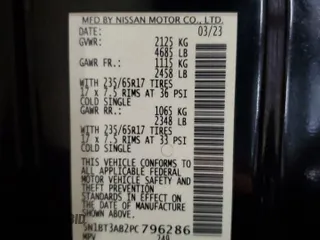 MFD BY NISSAN MOTOR CO., LTD.
DATE: 03/23
GVWR: 2125 KG
4685 LB
GAWR FR.: 1115 KG
2458 LB
WITH 235/65R17 TIRES
17 x 7.5 RIMS AT 36 PSI
COLD SINGLE
GAWR RR.: 1065 KG
2348 LB
WITH 235/65R17 TIRES
17 x 7.5 RIMS AT 33 PSI
COLD SINGLE
THIS VEHICLE CONFORMS TO
ALL APPLICABLE FEDERAL
MOTOR VEHICLE SAFETY
STANDARDS AND THEFT
PREVENTION STANDARD
IN EFFECT ON THE DATE
OF MANUFACTURE SHOWN
ABOVE
5N1BT3AB2PC796286
MPV 249